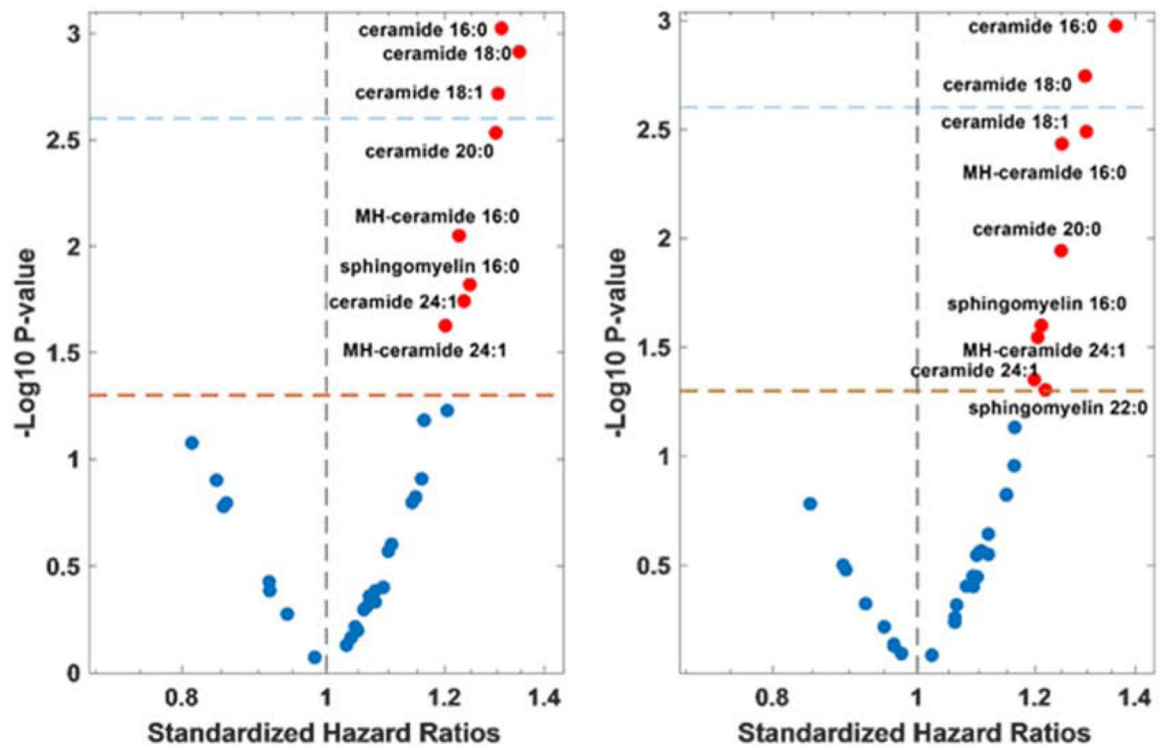 3
ceramide 16:0
ceramide 18:0
ceramide 18:1
2.5
ceramide 20:0
MH-ceramide 16:0
2
sphingomyelin 16:0
ceramide 24:1
MH-ceramide 24:1
1.5
1
0.5
0
0.8
1
1.2
1.4
-Log10 P-value
Standardized Hazard Ratios
3
ceramide 16:0
ceramide 18:0
ceramide 18:1
2.5
MH-ceramide 16:0
ceramide 20:0
2
sphingomyelin 16:0
1.5
MH-ceramide 24:1
ceramide 24:1
sphingomyelin 22:0
1
0.5
0.8
1
1.2
1.4
-Log10 P-value
Standardized Hazard Ratios